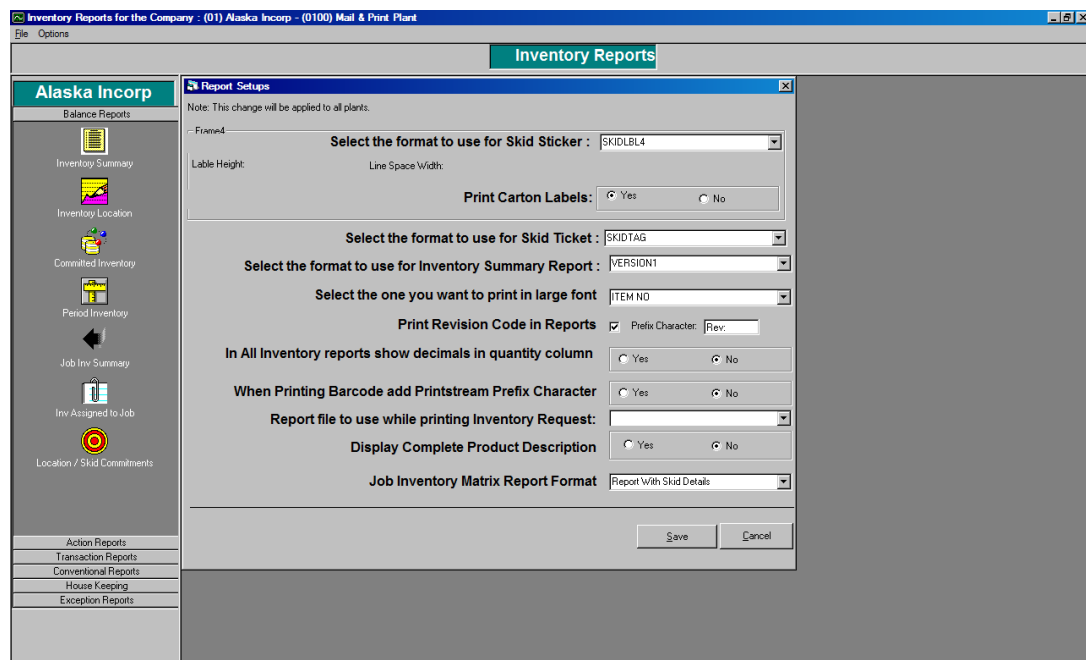 Inventory Reports for the Company : (01) Alaska Incorp - (0100) Mail & Print Plant
File Options
Inventory Reports
Alaska Incorp
Balance Reports
Inventory Summary
Inventory Location
Committed Inventory
Period Inventory
Job Inv Summary
Inv Assigned to Job
Location / Skid Commitments
Action Reports
Transaction Reports
Conventional Reports
House Keeping
Exception Reports
Report Setups
Note: This change will be applied to all plants.
Frame4
Select the format to use for Skid Sticker : SKIDLBL4
Lable Height: Line Space Width:
Print Carton Labels: Yes No
Select the format to use for Skid Ticket : SKIDTAG
Select the format to use for Inventory Summary Report : VERSION1
Select the one you want to print in large font ITEM NO
Print Revision Code in Reports Prefix Character: Rev:
In All Inventory reports show decimals in quantity column Yes No
When Printing Barcode add Printstream Prefix Character Yes No
Report file to use while printing Inventory Request:
Display Complete Product Description Yes No
Job Inventory Matrix Report Format Report With Skid Details
Save Cancel